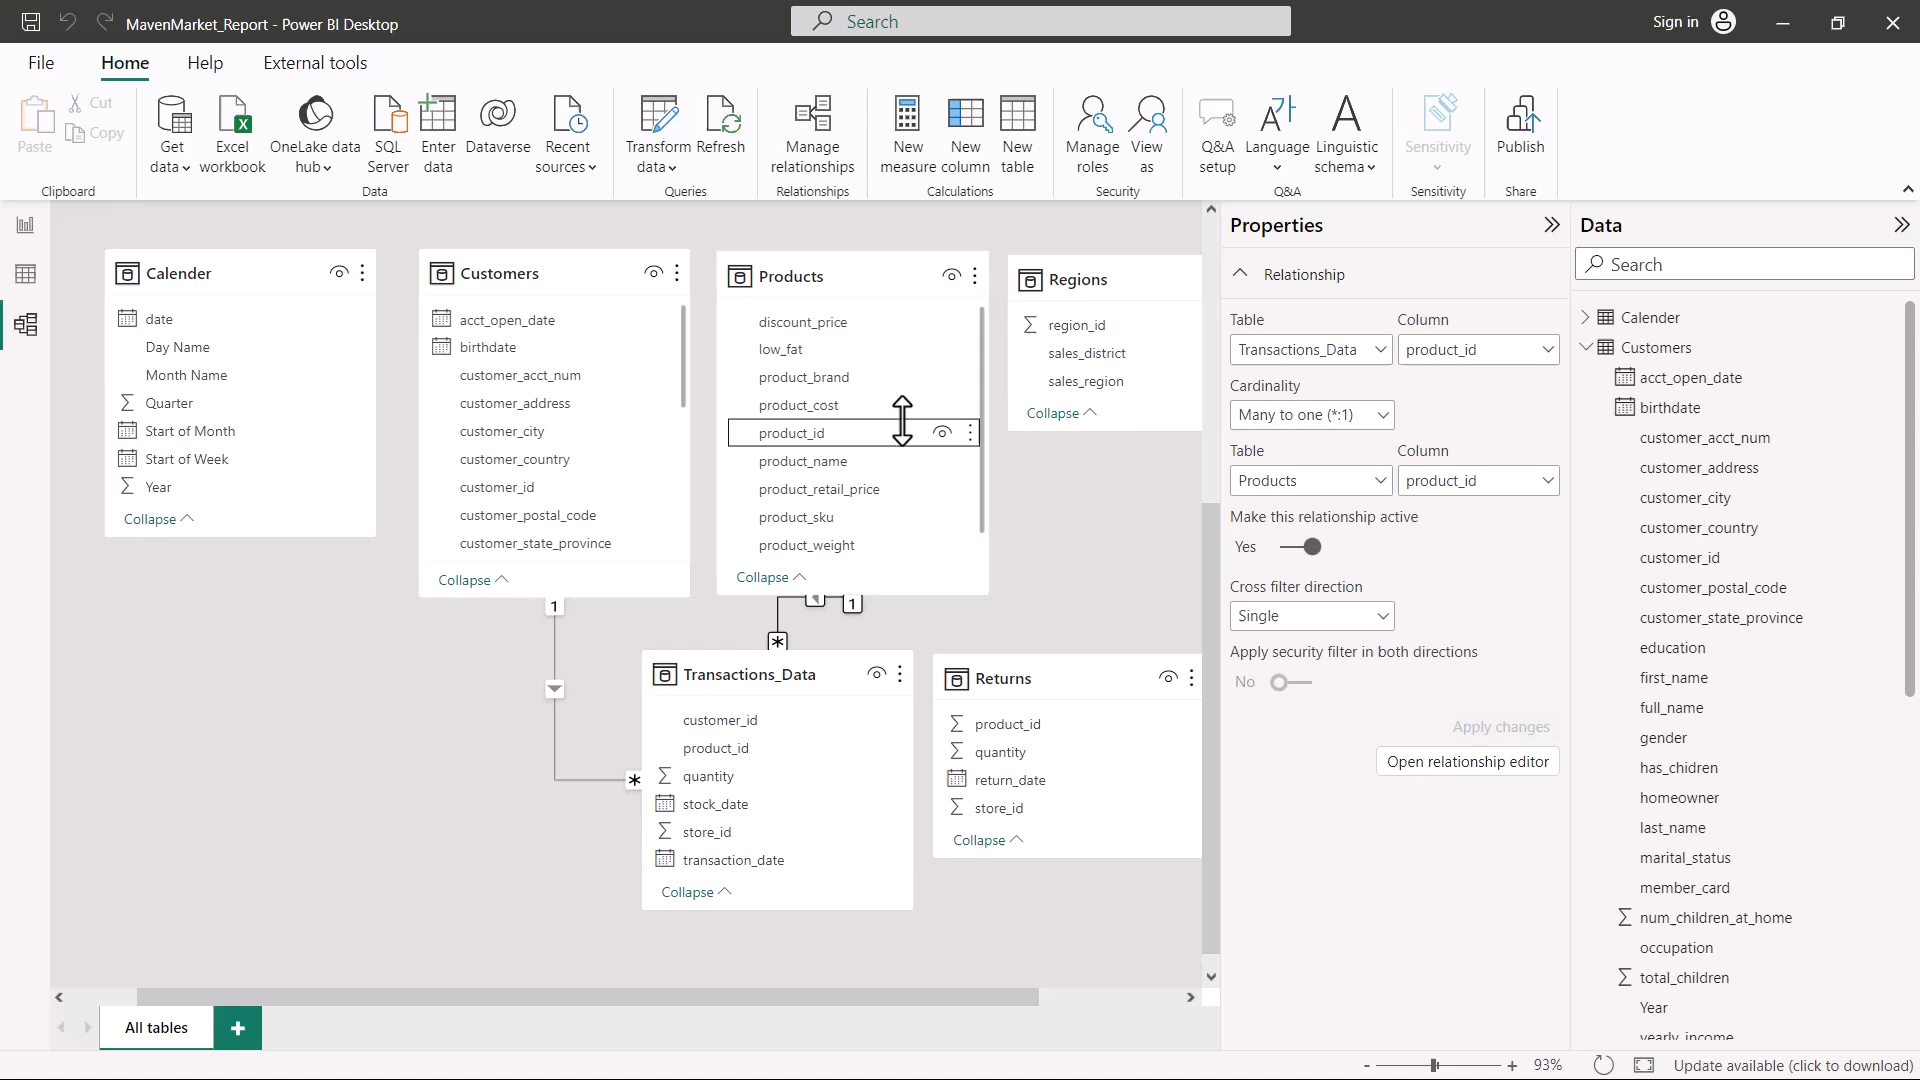 MavenMarket_Report - Power BI Desktop
Search
Sign in
File
Home
Help
External tools
Paste
Cut
Copy
Clipboard
Get data
Excel workbook
OneLake data hub
SQL Server
Enter data
Dataverse
Recent sources
Data
Transform data
Refresh
Queries
Manage relationships
Relationships
New measure
New column
New table
Calculations
Manage roles
View as
Security
Q&A setup
Language
Linguistic schema
Q&A
Sensitivity
Sensitivity
Publish
Share
Calender
date
Day Name
Month Name
Quarter
Start of Month
Start of Week
Year
Collapse
Customers
acct_open_date
birthdate
customer_acct_num
customer_address
customer_city
customer_country
customer_id
customer_postal_code
customer_state_province
Collapse
1
*
Products
discount_price
low_fat
product_brand
product_cost
product_id
product_name
product_retail_price
product_sku
product_weight
Collapse
1
*
Regions
region_id
sales_district
sales_region
Collapse
Transactions_Data
customer_id
product_id
quantity
stock_date
store_id
transaction_date
Collapse
Returns
product_id
quantity
return_date
store_id
Collapse
Properties
Relationship
Table Column
Transactions_Data product_id
Cardinality
Many to one (*:1)
Table Column
Products product_id
Make this relationship active
Yes
Cross filter direction
Single
Apply security filter in both directions
No
Apply changes
Open relationship editor
Data
Search
Calender
Customers
acct_open_date
birthdate
customer_acct_num
customer_address
customer_city
customer_country
customer_id
customer_postal_code
customer_state_province
education
first_name
full_name
gender
has_chidren
homeowner
last_name
marital_status
member_card
num_children_at_home
occupation
total_children
Year
yearly_income
All tables
+
- + 93%
Update available (click to download)